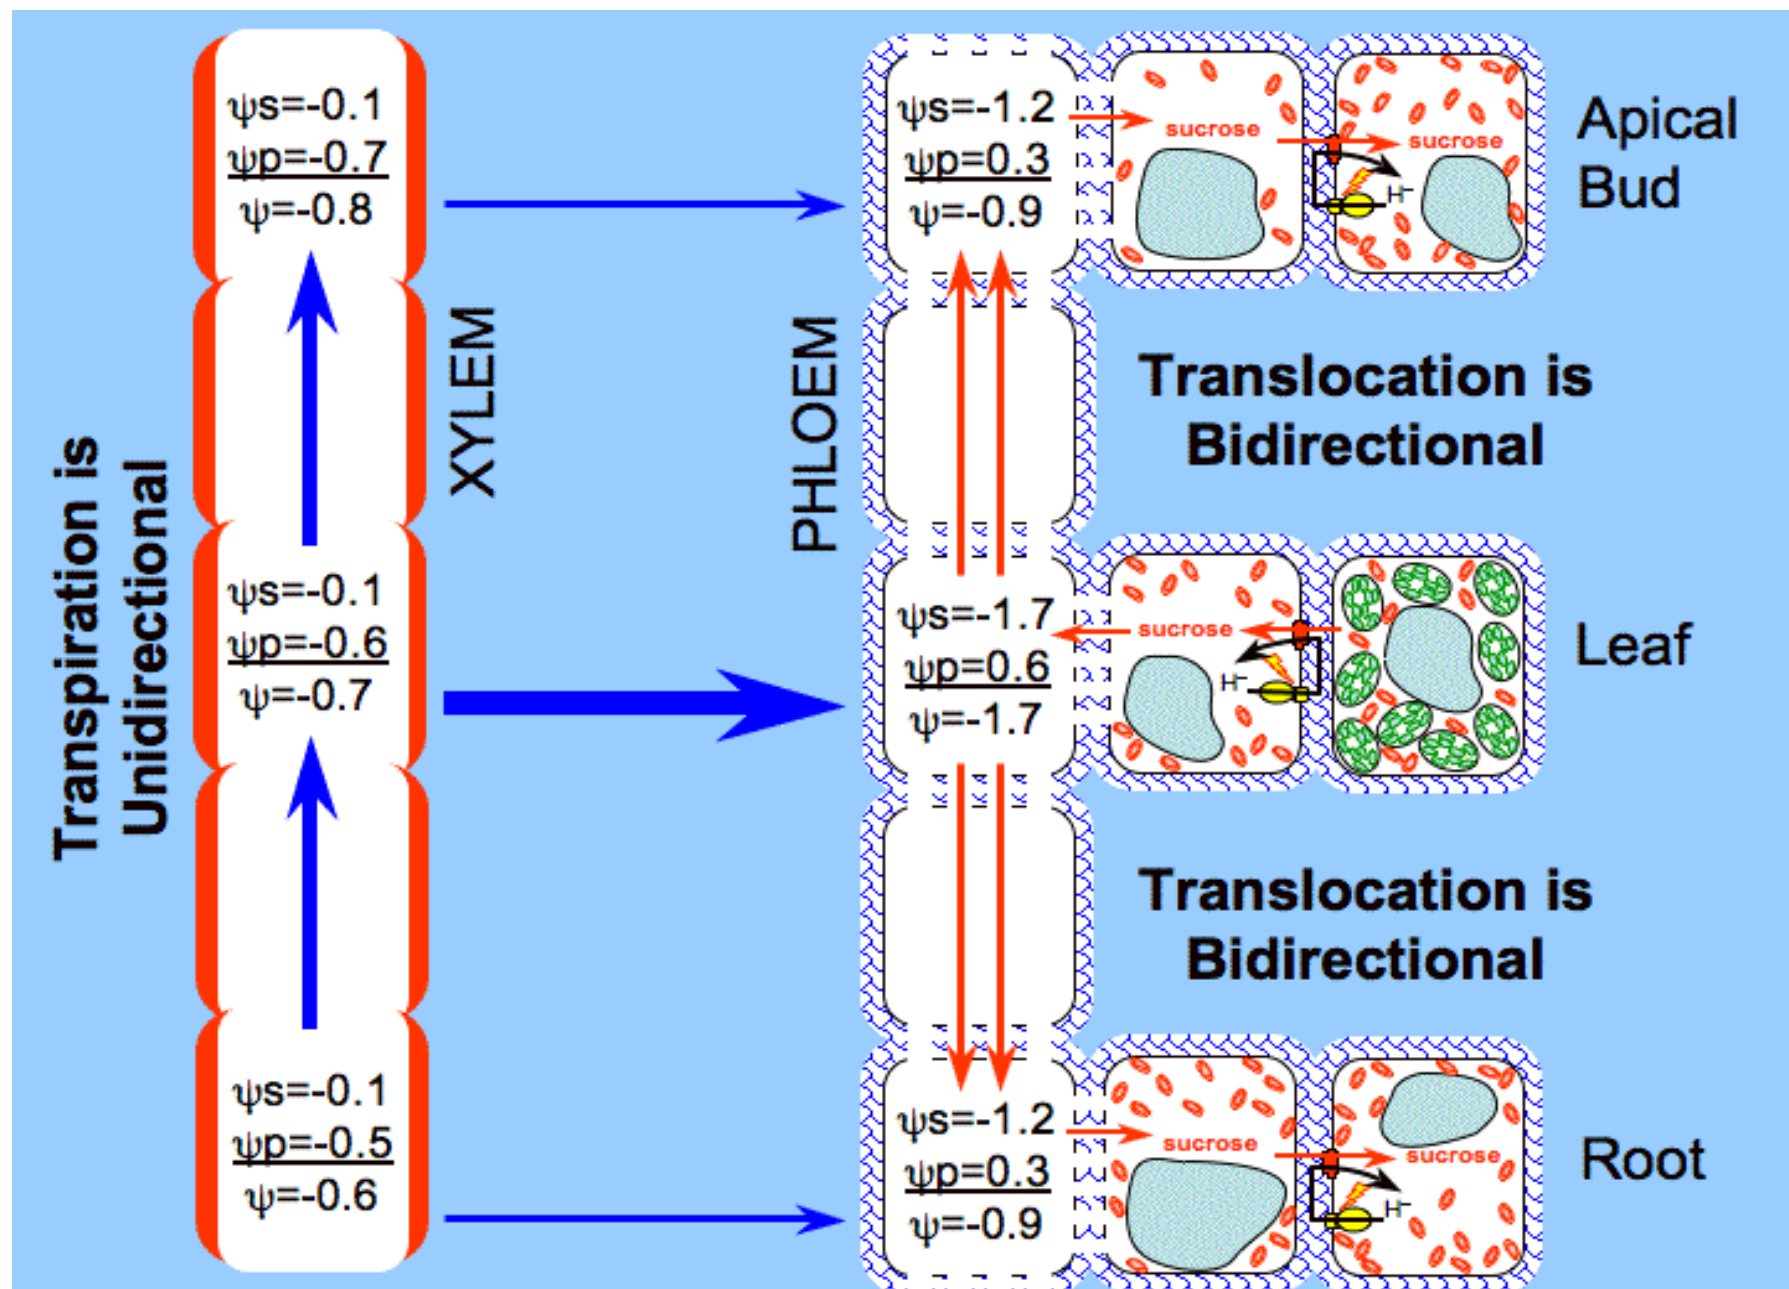 Transpiration is
Unidirectional
ψs=-0.1
ψp=-0.7
ψ=-0.8
ψs=-0.1
ψp=-0.6
ψ=-0.7
ψs=-0.1
ψp=-0.5
ψ=-0.6
XYLEM
PHLOEM
ψs=-1.2
ψp=0.3
ψ=-0.9
sucrose
sucrose
H⁻
Apical
Bud
Translocation is
Bidirectional
ψs=-1.7
ψp=0.6
ψ=-1.7
sucrose
H⁻
Leaf
Translocation is
Bidirectional
ψs=-1.2
ψp=0.3
ψ=-0.9
sucrose
sucrose
H⁻
Root